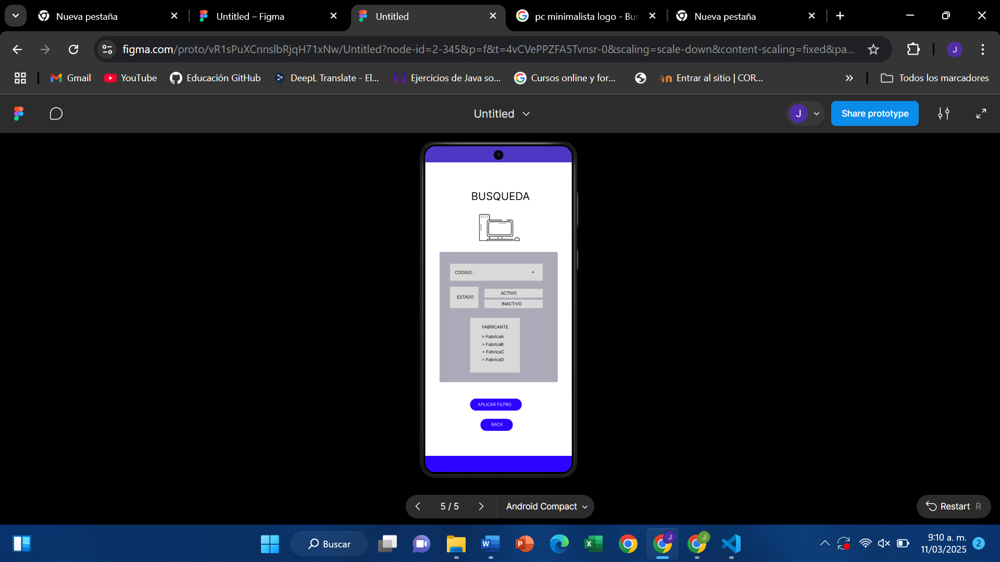 Nueva pestaña
Untitled – Figma
Untitled
pc minimalista logo - Bus
Nueva pestaña
figma.com/proto/vR1sPuXCnnslbRjqH71xNw/Untitled?node-id=2-345&p=f&t=4vCVePPZFA5Tvnsr-0&scaling=scale-down&content-scaling=fixed&pa...
J
Gmail
YouTube
Educación GitHub
DeepL Translate - El...
Ejercicios de Java so...
Cursos online y for...
Entrar al sitio | COR...
Todos los marcadores
Untitled
J
Share prototype
BUSQUEDA
CODIGO :
ESTADO
ACTIVO
INACTIVO
FABRICANTE
> FabricaA
> FabricaB
> FabricaC
> FabricaD
APLICAR FILTRO
BACK
5 / 5
Android Compact
Restart R
Buscar
9:10 a. m.
11/03/2025
2